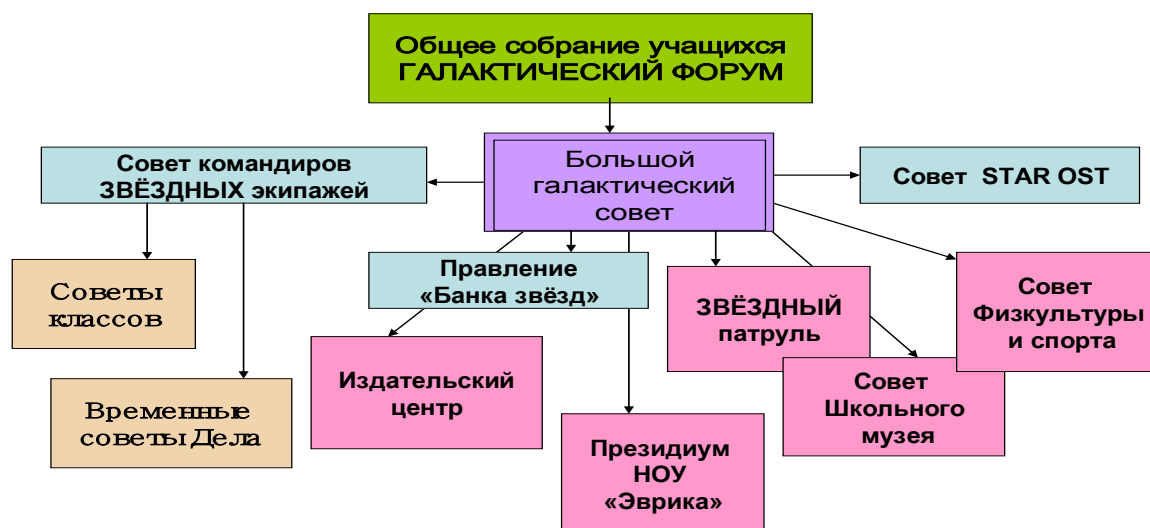 Общее собрание учащихся
ГАЛАКТИЧЕСКИЙ ФОРУМ
Большой
галактический
совет
Совет командиров
ЗВЁЗДНЫХ экипажей
Совет STAR OST
Правление
«Банка звёзд»
Советы
классов
Временные
советы Дела
Издательский
центр
Президиум
НОУ
«Эврика»
ЗВЁЗДНЫЙ
патруль
Совет
Школьного
музея
Совет
Физкультуры
и спорта